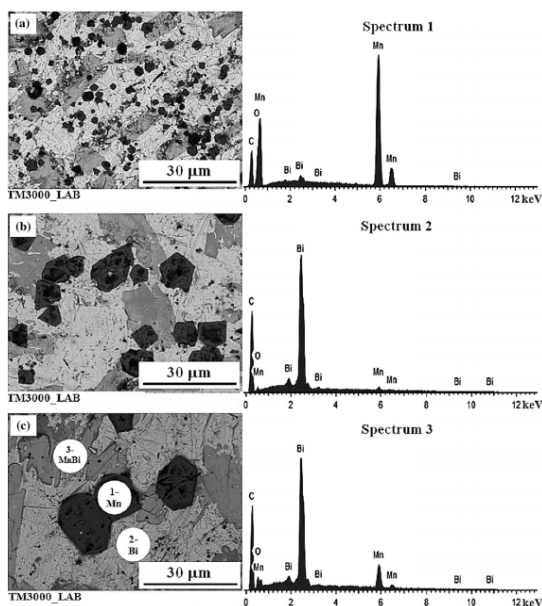 (a)
30 µm
TM3000_LAB
Spectrum 1
Mn
Mn
O
C
Bi
Bi
Bi
Mn
Bi
0 2 4 6 8 10 12 keV
(b)
30 µm
TM3000_LAB
Spectrum 2
Bi
C
O
Mn
Bi
Bi
Mn
Mn
Bi
Bi
0 2 4 6 8 10 12 keV
(c)
3-
MnBi
1-
Mn
2-
Bi
30 µm
TM3000_LAB
Spectrum 3
Bi
C
O
Mn
Bi
Bi
Mn
Mn
Bi
Bi
0 2 4 6 8 10 12 keV